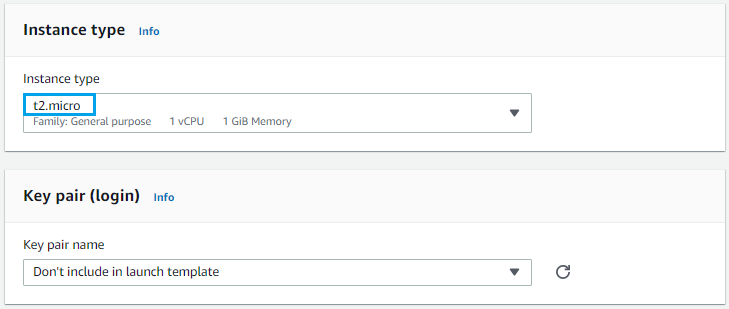 Instance type Info
Instance type
t2.micro
Family: General purpose 1 vCPU 1 GiB Memory
Key pair (login) Info
Key pair name
Don't include in launch template